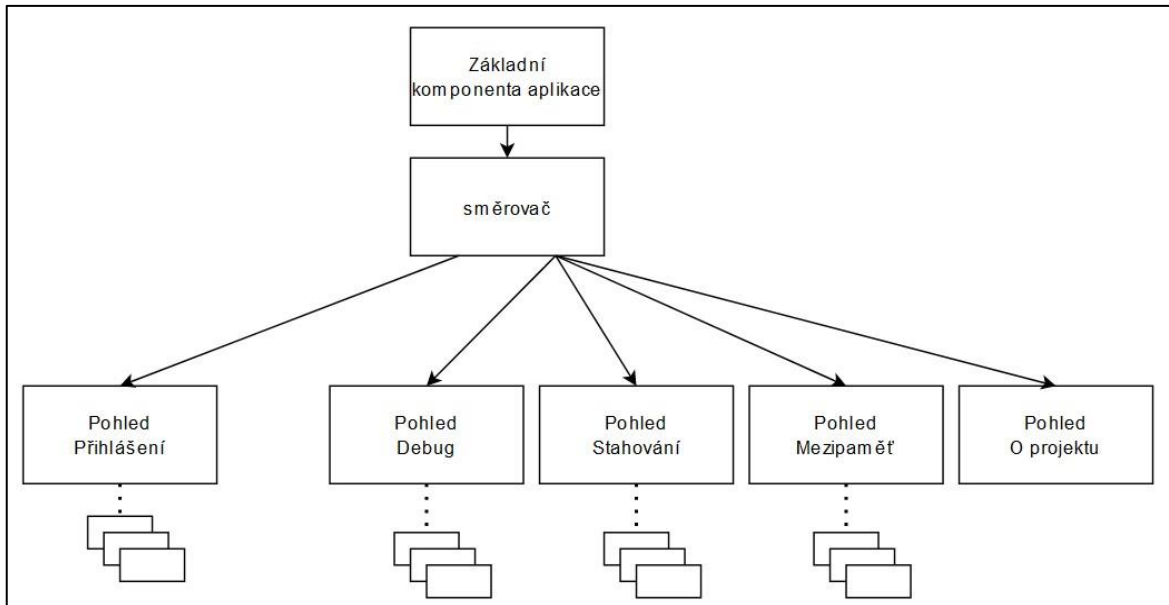 Základní
komponenta aplikace
směrovač
Pohled
Přihlášení
Pohled
Debug
Pohled
Stahování
Pohled
Mezipaměť
Pohled
O projektu